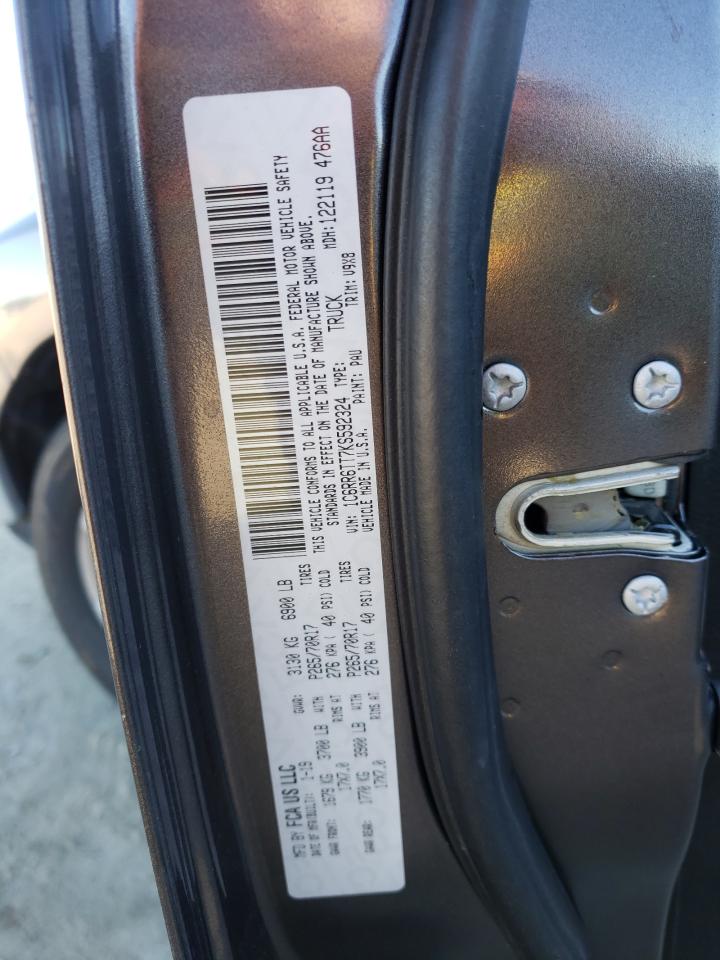 MFD BY FCA US LLC
DATE OF MFR/BUILT: 1-19 GVWR: 3130 KG 6900 LB
GAWR FRONT: 1679 KG 3700 LB WITH P265/70R17 TIRES
17X7.0 RIMS AT 276 KPA ( 40 PSI) COLD
GAWR REAR: 1770 KG 3900 LB WITH P265/70R17 TIRES
17X7.0 RIMS AT 276 KPA ( 40 PSI) COLD
THIS VEHICLE CONFORMS TO ALL APPLICABLE U.S.A. FEDERAL MOTOR VEHICLE SAFETY
STANDARDS IN EFFECT ON THE DATE OF MANUFACTURE SHOWN ABOVE.
VIN: 1C6RR6TT7KS592324 TYPE: TRUCK MDH: 122119 476AA
VEHICLE MADE IN U.S.A. PAINT: PAU TRIM: V9X8